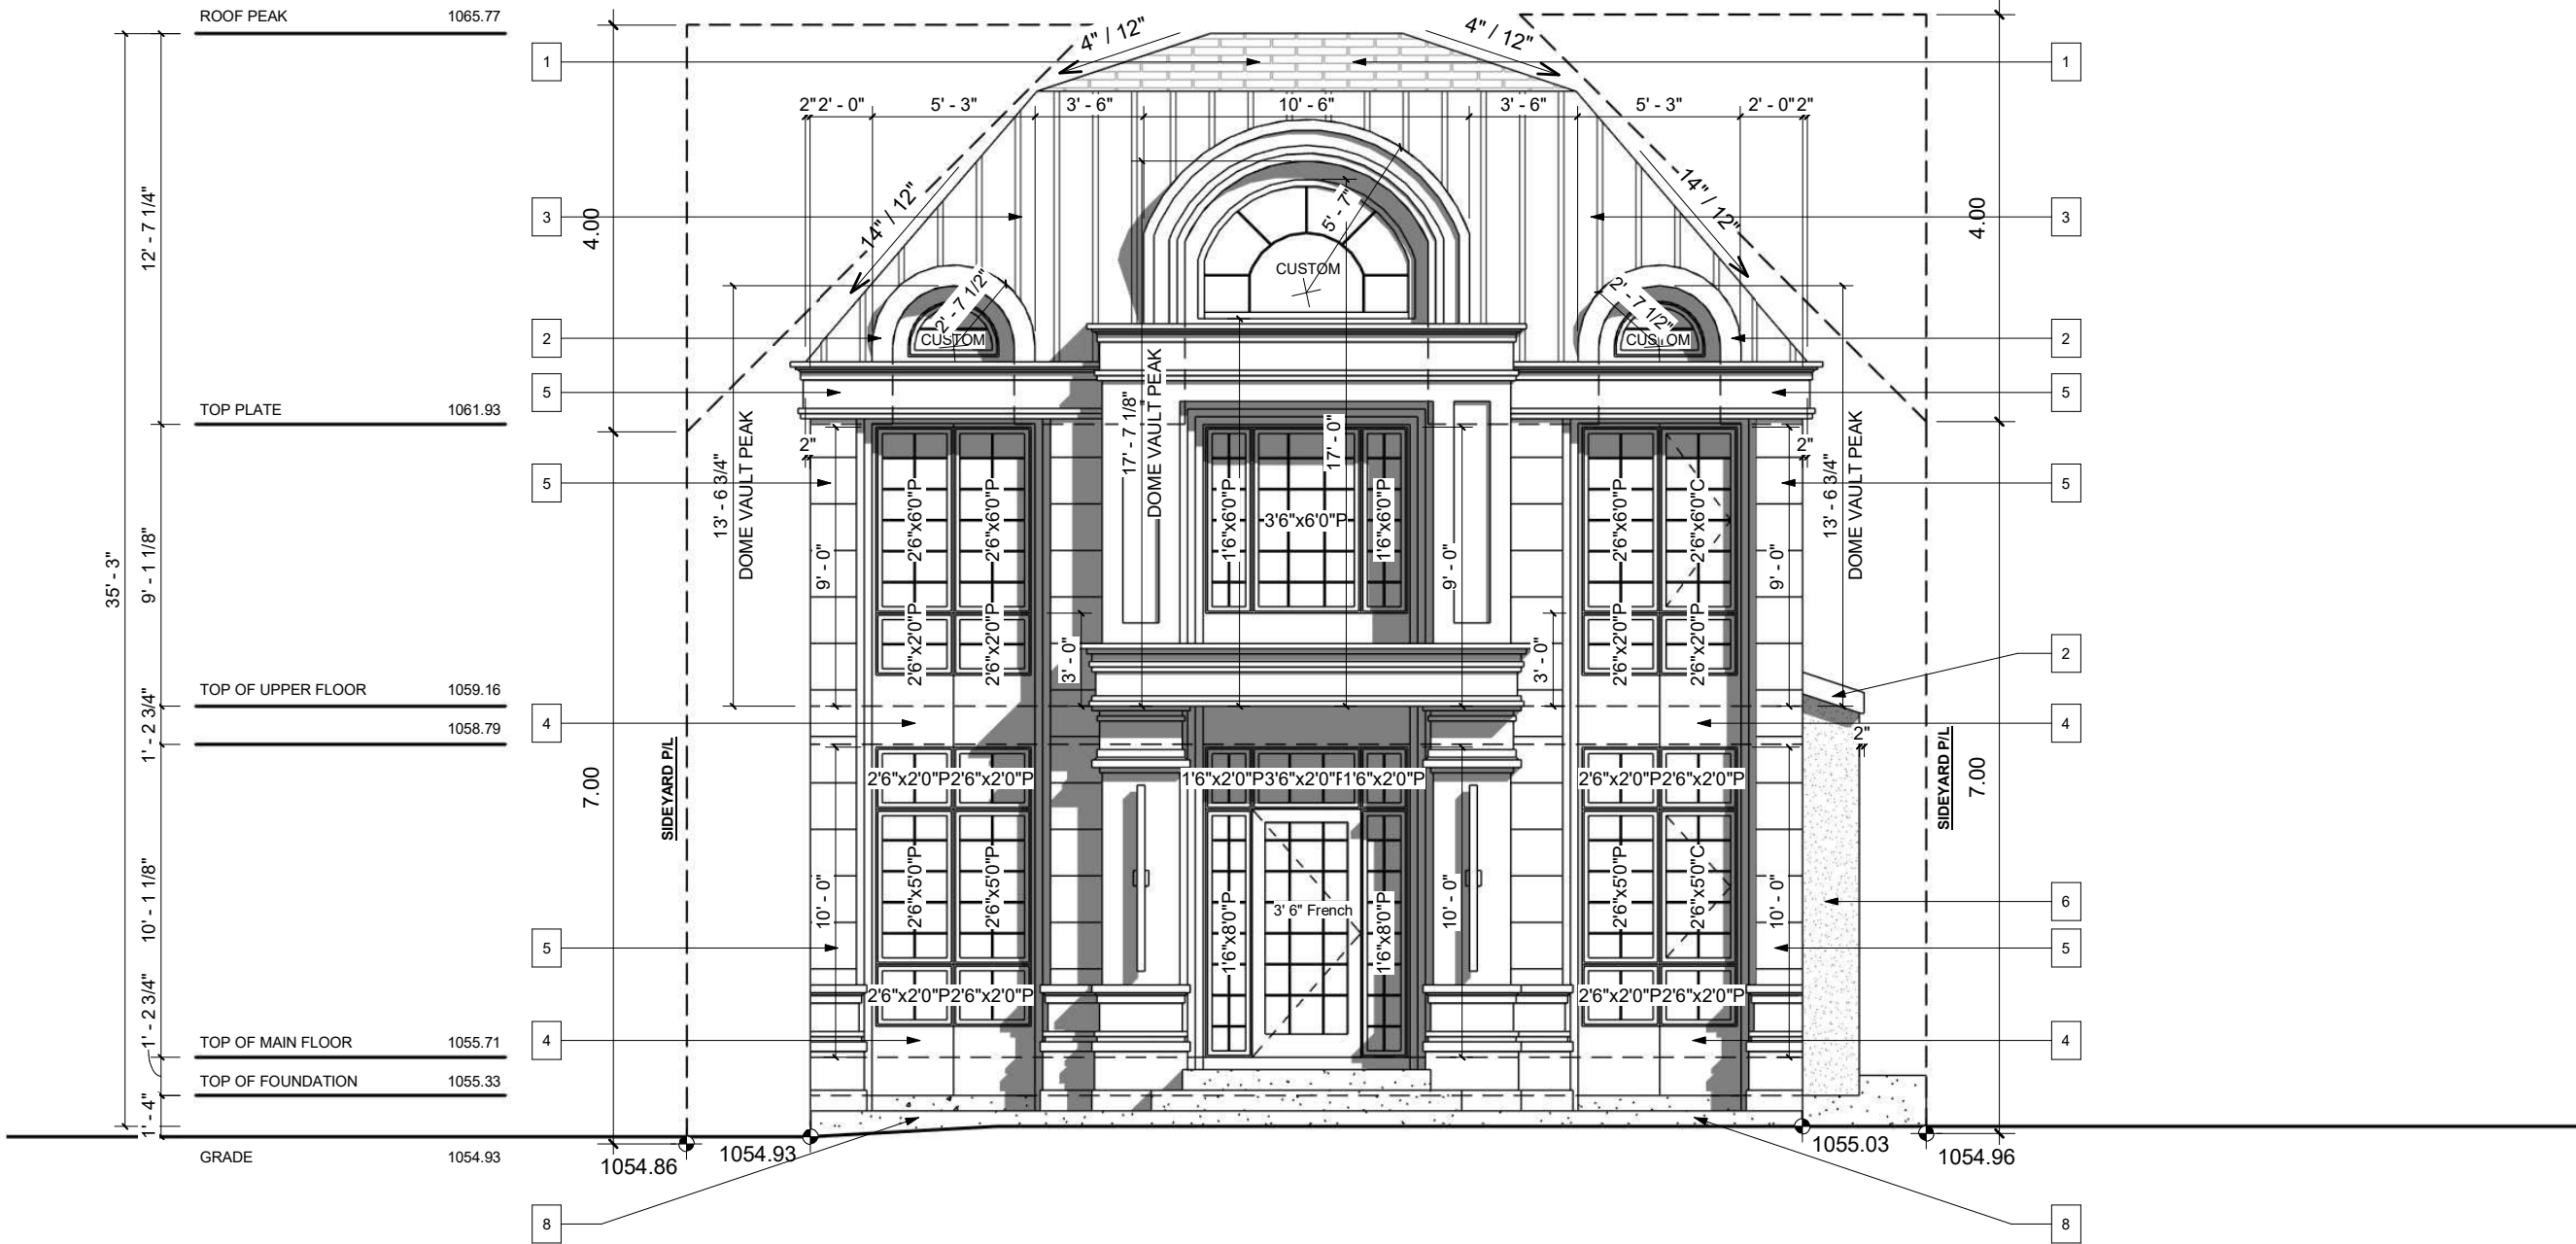 ROOF PEAK 1065.77
4" / 12" 4" / 12"
1 1
2" 2' - 0" 5' - 3" 3' - 6" 10' - 6" 3' - 6" 5' - 3" 2' - 0" 2"
12' - 7 1/4"
3 4.00 14" / 12" 5' - 7" 14" / 12" 4.00 3
CUSTOM
2' - 7 1/2" 2' - 7 1/2"
2 CUSTOM CUSTOM 2
5 5
TOP PLATE 1061.93
17' - 7 1/8" DOME VAULT PEAK
17' - 0"
2" 2"
13' - 6 3/4" DOME VAULT PEAK 13' - 6 3/4" DOME VAULT PEAK
5 5
35' - 3"
9' - 1 1/8"
9' - 0" 2'6"x6'0"P 2'6"x6'0"P 1'6"x6'0"P 3'6"x6'0"P 1'6"x6'0"P 9' - 0" 2'6"x6'0"P 2'6"x6'0"C 9' - 0"
2'6"x2'0"P 2'6"x2'0"P 3' - 0" 3' - 0" 2'6"x2'0"P 2'6"x2'0"P
2
TOP OF UPPER FLOOR 1059.16
1' - 2 3/4"
1058.79
4 4
2"
7.00 SIDEYARD P/L SIDEYARD P/L 7.00
2'6"x2'0"P 2'6"x2'0"P 1'6"x2'0"P 3'6"x2'0"F 1'6"x2'0"P 2'6"x2'0"P 2'6"x2'0"P
10' - 1 1/8"
10' - 0" 2'6"x5'0"P 2'6"x5'0"P 1'6"x8'0"P 3' 6" French 1'6"x8'0"P 10' - 0" 2'6"x5'0"P 2'6"x5'0"C 10' - 0"
6
5 5
2'6"x2'0"P 2'6"x2'0"P 2'6"x2'0"P 2'6"x2'0"P
1' - 2 3/4"
TOP OF MAIN FLOOR 1055.71
4 4
TOP OF FOUNDATION 1055.33
1' - 4"
GRADE 1054.93
1054.86 1054.93 1055.03 1054.96
8 8